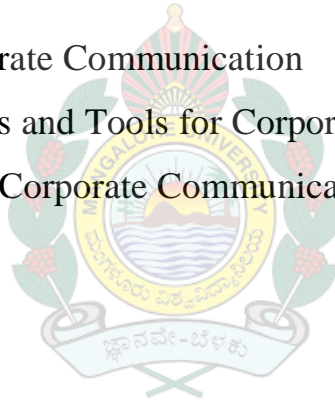 rate Communication
s and Tools for Corpor
Corporate Communica
MANGALORE UNIVERSITY
ಮಂಗಳೂರು ವಿಶ್ವವಿದ್ಯಾನಿಲಯ
ಜ್ಞಾನವೇ-ಬೆಳಕು